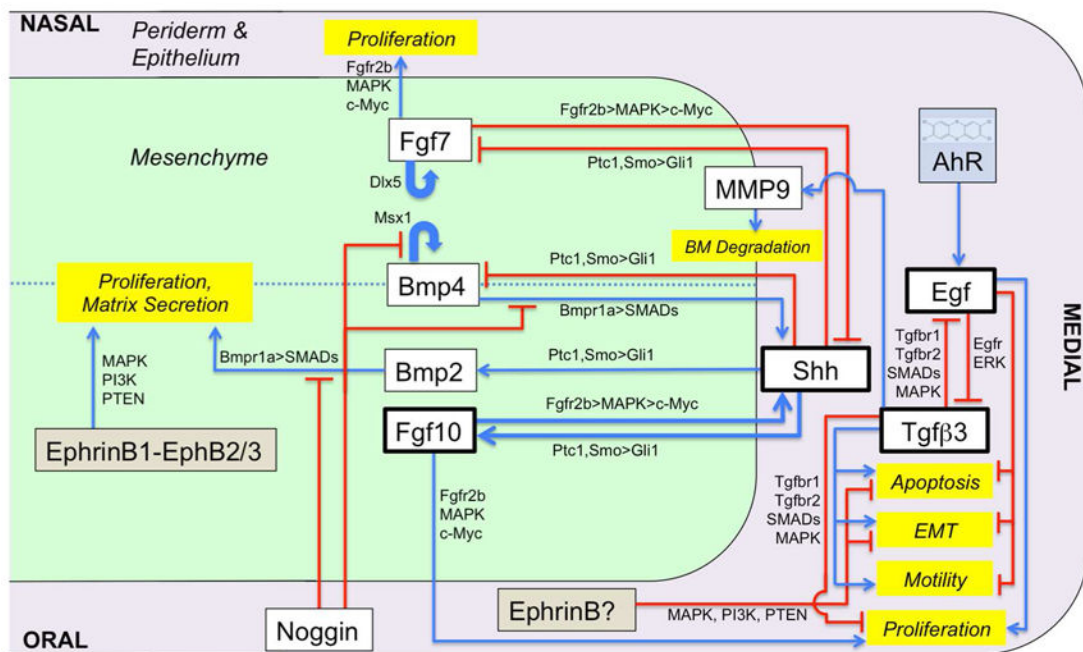 NASAL
Periderm &
Epithelium
Proliferation
Fgfr2b
MAPK
c-Myc
Fgfr2b>MAPK>c-Myc
Fgf7
Ptc1,Smo>Gli1
Mesenchyme
Dlx5
MMP9
AhR
Msx1
BM Degradation
Proliferation,
Matrix Secretion
Ptc1,Smo>Gli1
Bmp4
Egf
Bmpr1a>SMADs
MEDIAL
Tgfbr1
Tgfbr2
SMADs
MAPK
Egfr
ERK
MAPK
PI3K
PTEN
Bmpr1a>SMADs
Ptc1,Smo>Gli1
Bmp2
Shh
Fgfr2b>MAPK>c-Myc
Fgf10
Tgfβ3
EphrinB1-EphB2/3
Ptc1,Smo>Gli1
Tgfbr1
Tgfbr2
SMADs
MAPK
Apoptosis
Fgfr2b
MAPK
c-Myc
EMT
Motility
EphrinB?
MAPK, PI3K, PTEN
Noggin
Proliferation
ORAL